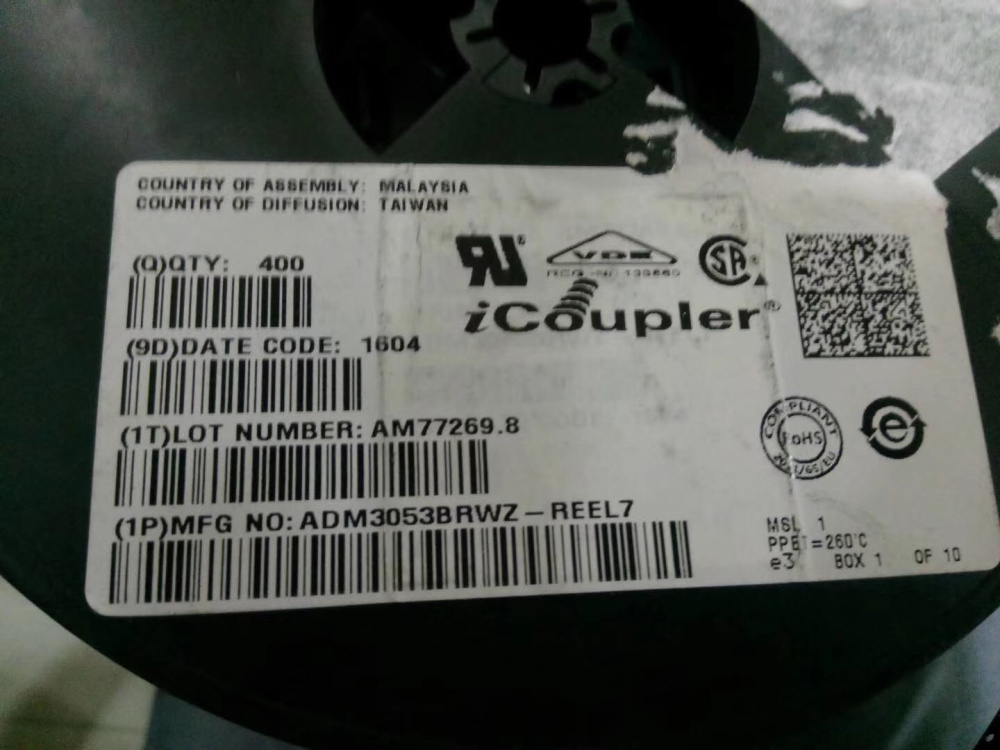 COUNTRY OF ASSEMBLY: MALAYSIA
COUNTRY OF DIFFUSION: TAIWAN
(Q)QTY: 400
(9D)DATE CODE: 1604
(1T)LOT NUMBER: AM77269.8
(1P)MFG NO: ADM3053BRWZ-REEL7
VDE
iCoupler®
COMPLIANT
RoHS
e
MSL 1
PPBT=260°C
e3 BOX 1 OF 10